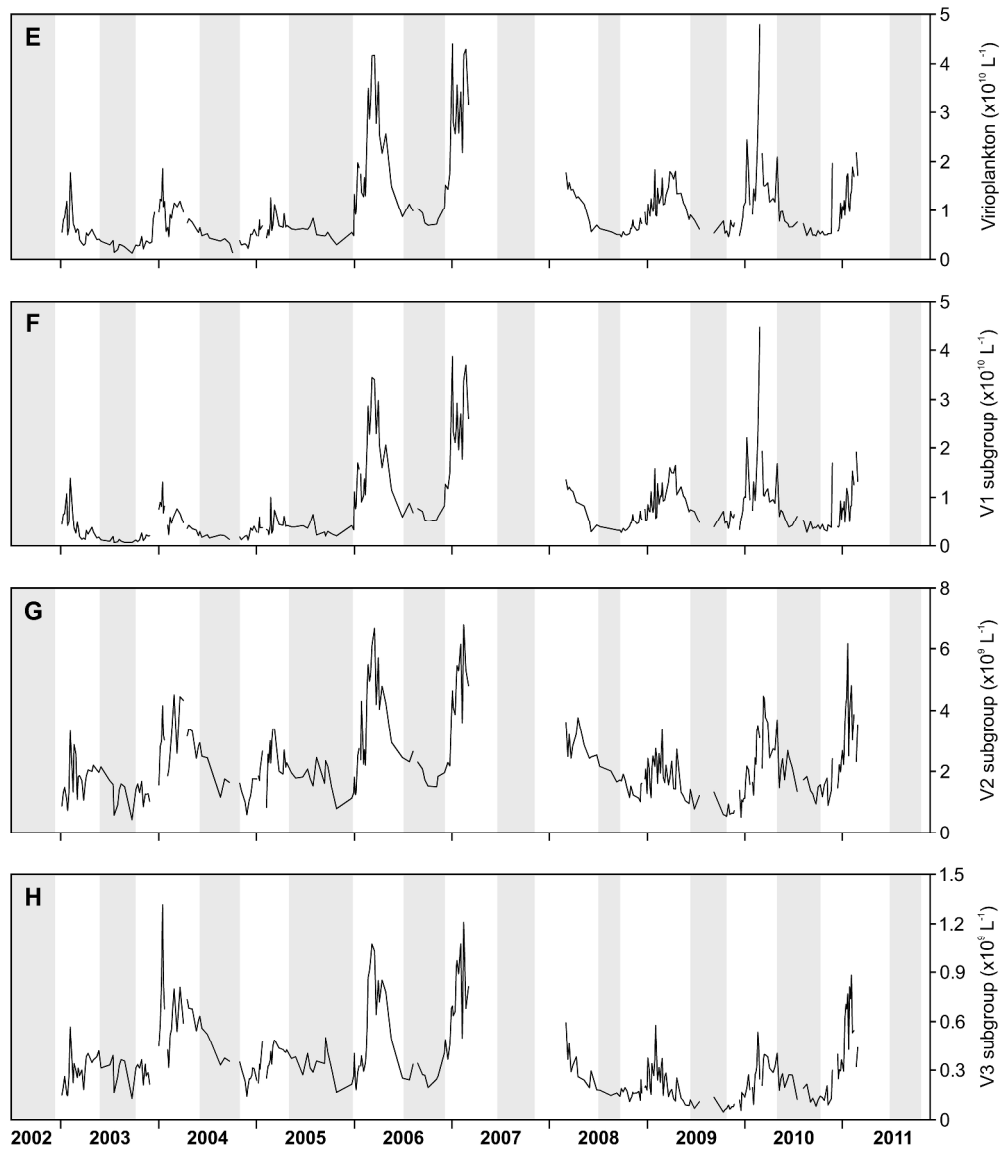 E
5
4
3
2
1
0
Virioplankton (x10¹⁰ L⁻¹)
F
5
4
3
2
1
0
V1 subgroup (x10¹⁰ L⁻¹)
G
8
6
4
2
0
V2 subgroup (x10⁹ L⁻¹)
H
1.5
1.2
0.9
0.6
0.3
0
V3 subgroup (x10⁹ L⁻¹)
2002 2003 2004 2005 2006 2007 2008 2009 2010 2011